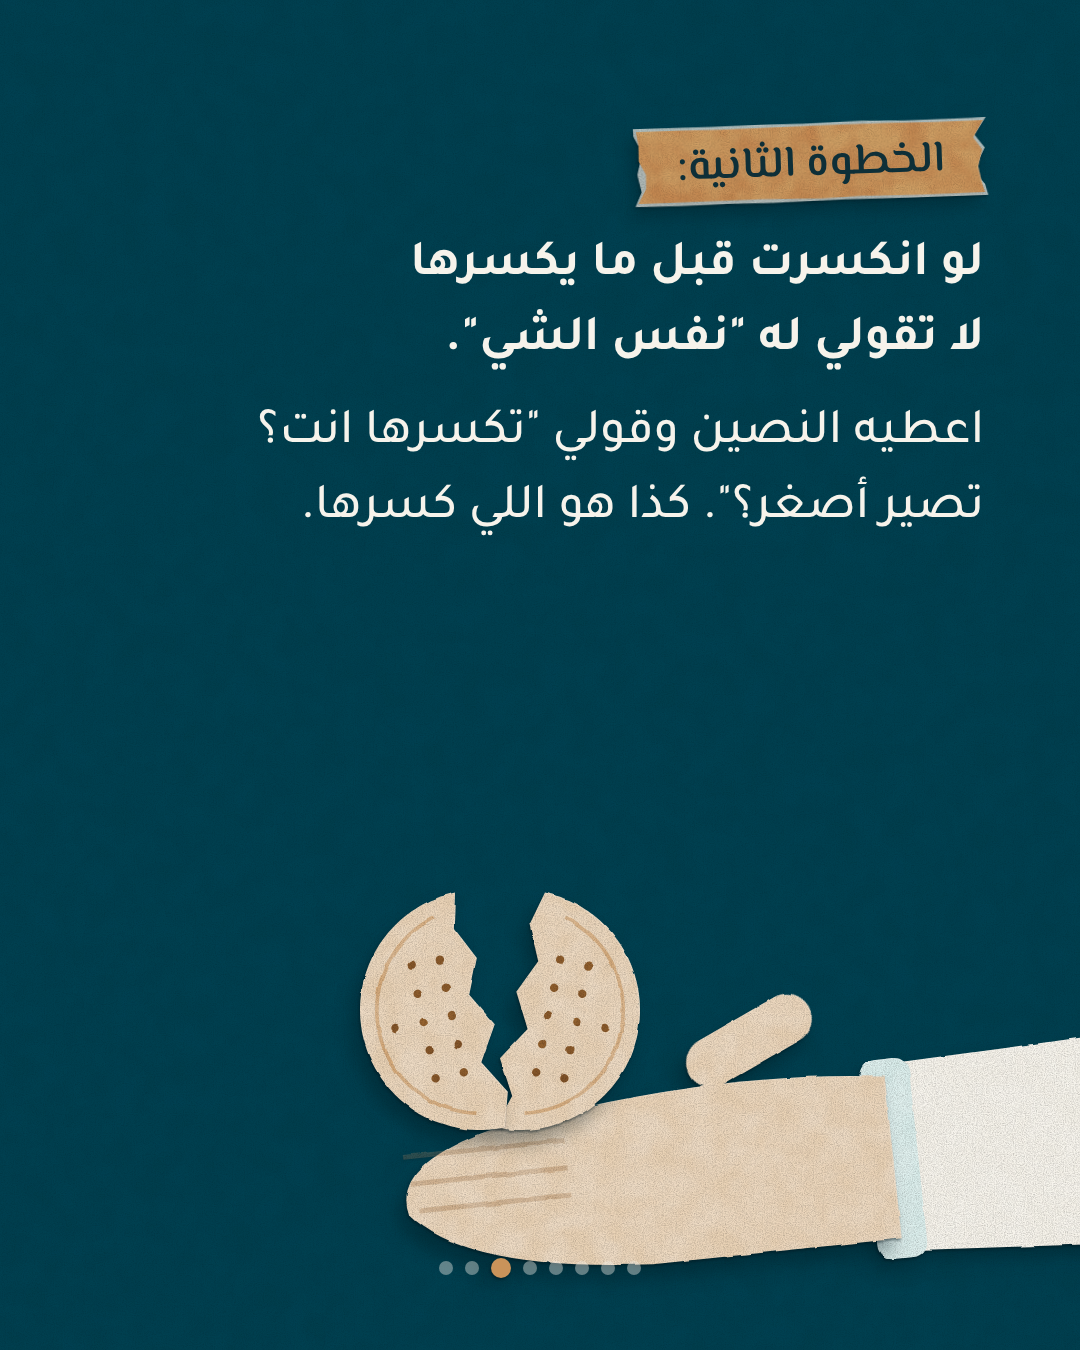 الخطوة الثانية:
لو انكسرت قبل ما يكسرها
لا تقولي له "نفس الشي".
اعطيه النصين وقولي "تكسرها انت؟
تصير أصغر؟". كذا هو اللي كسرها.